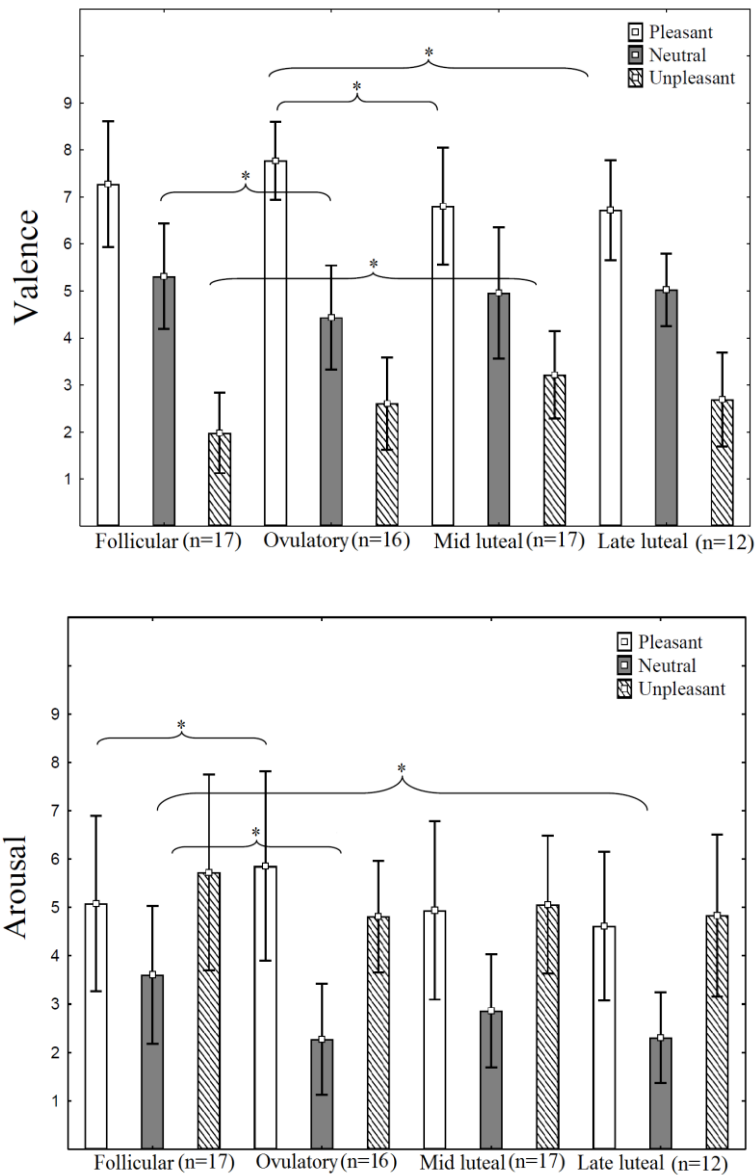 Pleasant
Neutral
Unpleasant
*
*
*
*
9
8
7
6
5
4
3
2
1
Valence
Follicular (n=17) Ovulatory (n=16) Mid luteal (n=17) Late luteal (n=12)
Pleasant
Neutral
Unpleasant
*
*
*
9
8
7
6
5
4
3
2
1
Arousal
Follicular (n=17) Ovulatory (n=16) Mid luteal (n=17) Late luteal (n=12)